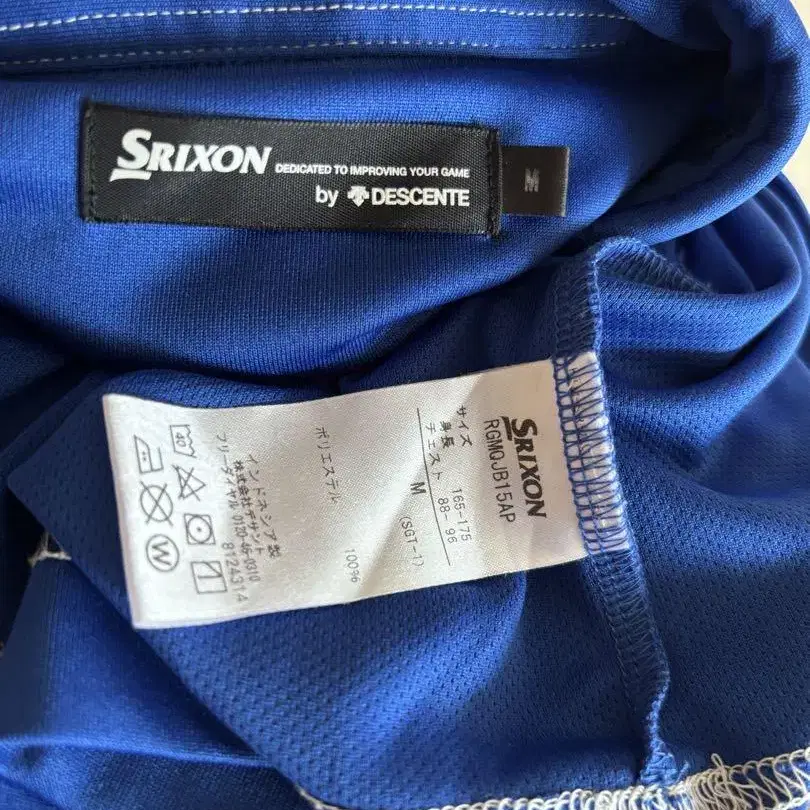 SRIXON DEDICATED TO IMPROVING YOUR GAME
by DESCENTE
M
SRIXON
RGMQJB15AP
サイズ
身長 165-175
チェスト 88-96
M (SGT-1)
ポリエステル 100%
40
W
インドネシア製
株式会社デサント
フリーダイヤル 0120-46-0310
8124314